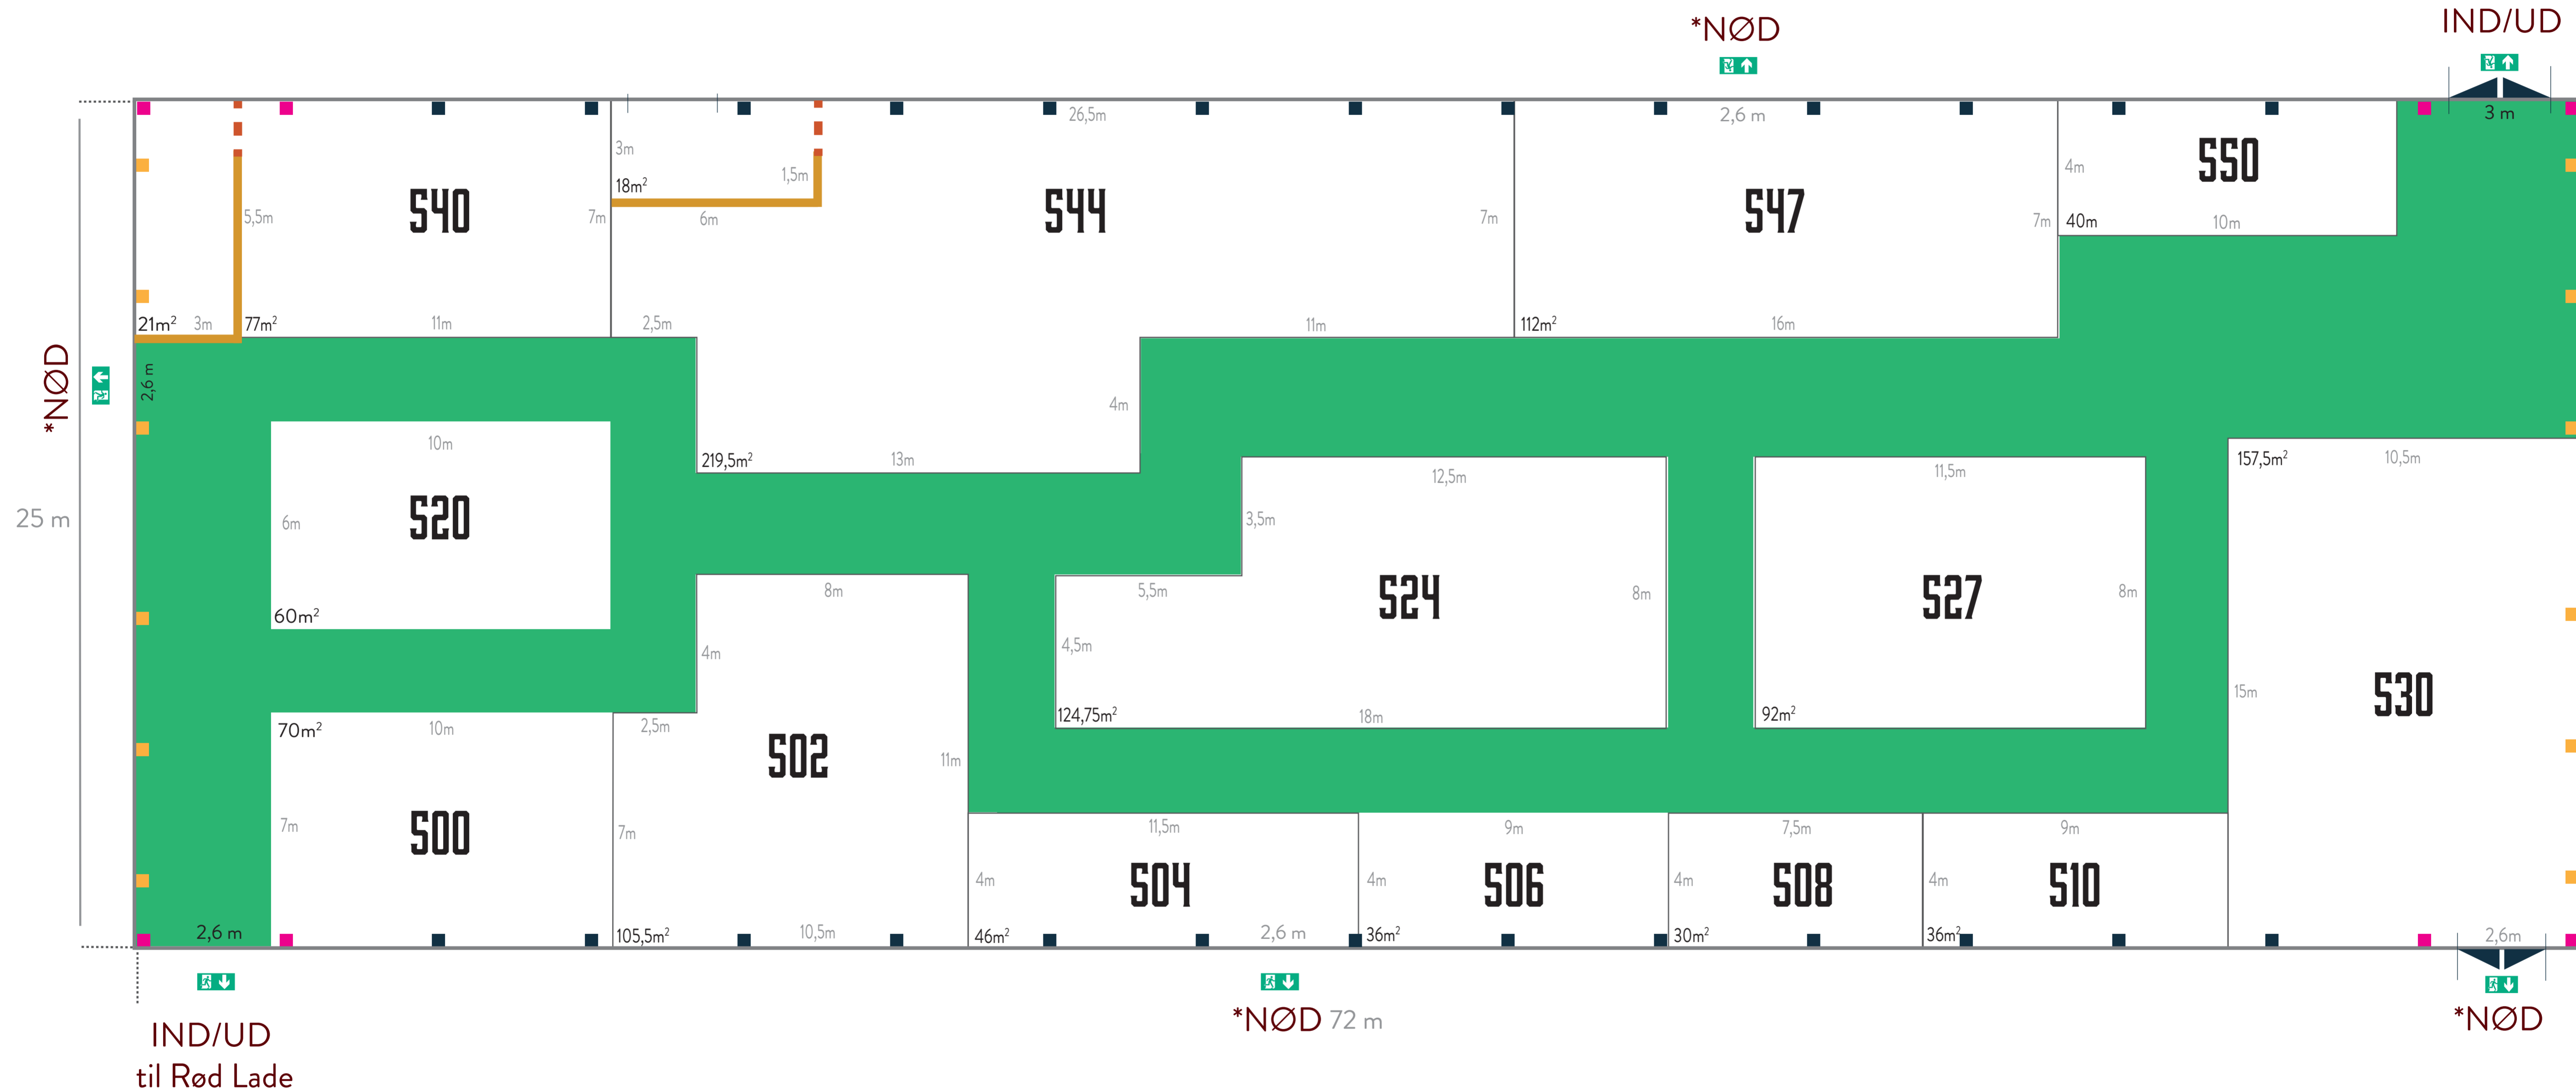 *NØD
IND/UD
26,5m
2,6 m
3 m
3m
550
4m
18m²
1,5m
540
544
547
5,5m
7m
6m
7m
7m
40m
10m
21m²
3m
77m²
11m
2,5m
11m
112m²
16m
*NØD
2,6 m
4m
10m
219,5m²
13m
12,5m
11,5m
157,5m²
10,5m
25 m
6m
520
3,5m
60m²
8m
5,5m
524
8m
527
8m
4m
4,5m
530
15m
70m²
10m
2,5m
124,75m²
18m
92m²
502
11m
7m
500
7m
11,5m
9m
7,5m
9m
4m
504
4m
506
4m
508
4m
510
2,6 m
105,5m²
10,5m
46m²
2,6 m
36m²
30m²
36m²
2,6m
IND/UD
til Rød Lade
*NØD 72 m
*NØD